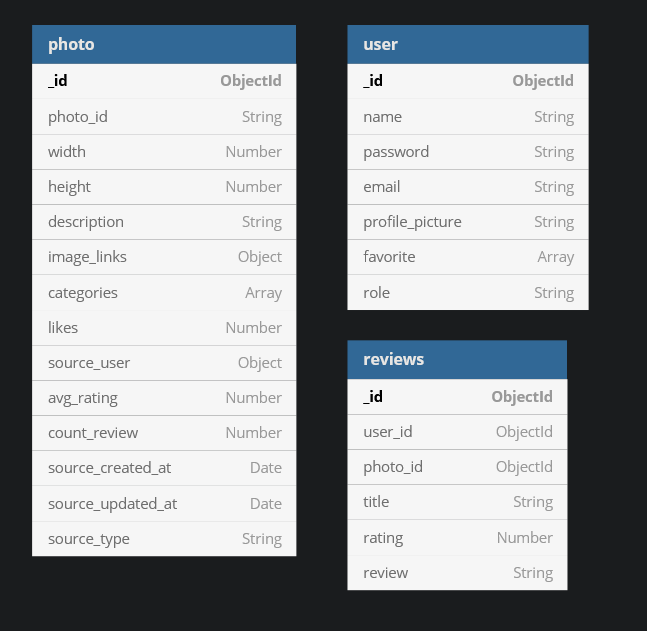 photo
_id ObjectId
photo_id String
width Number
height Number
description String
image_links Object
categories Array
likes Number
source_user Object
avg_rating Number
count_review Number
source_created_at Date
source_updated_at Date
source_type String
user
_id ObjectId
name String
password String
email String
profile_picture String
favorite Array
role String
reviews
_id ObjectId
user_id ObjectId
photo_id ObjectId
title String
rating Number
review String